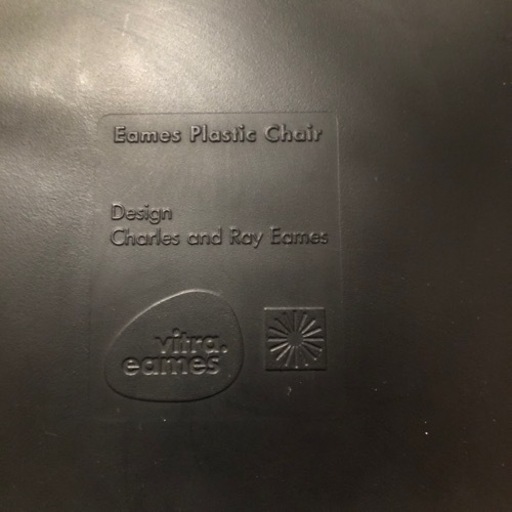 Eames Plastic Chair
Design
Charles and Ray Eames
vitra.
eames